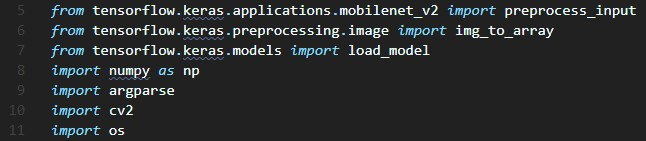 5 from tensorflow.keras.applications.mobilenet_v2 import preprocess_input
6 from tensorflow.keras.preprocessing.image import img_to_array
7 from tensorflow.keras.models import load_model
8 import numpy as np
9 import argparse
10 import cv2
11 import os